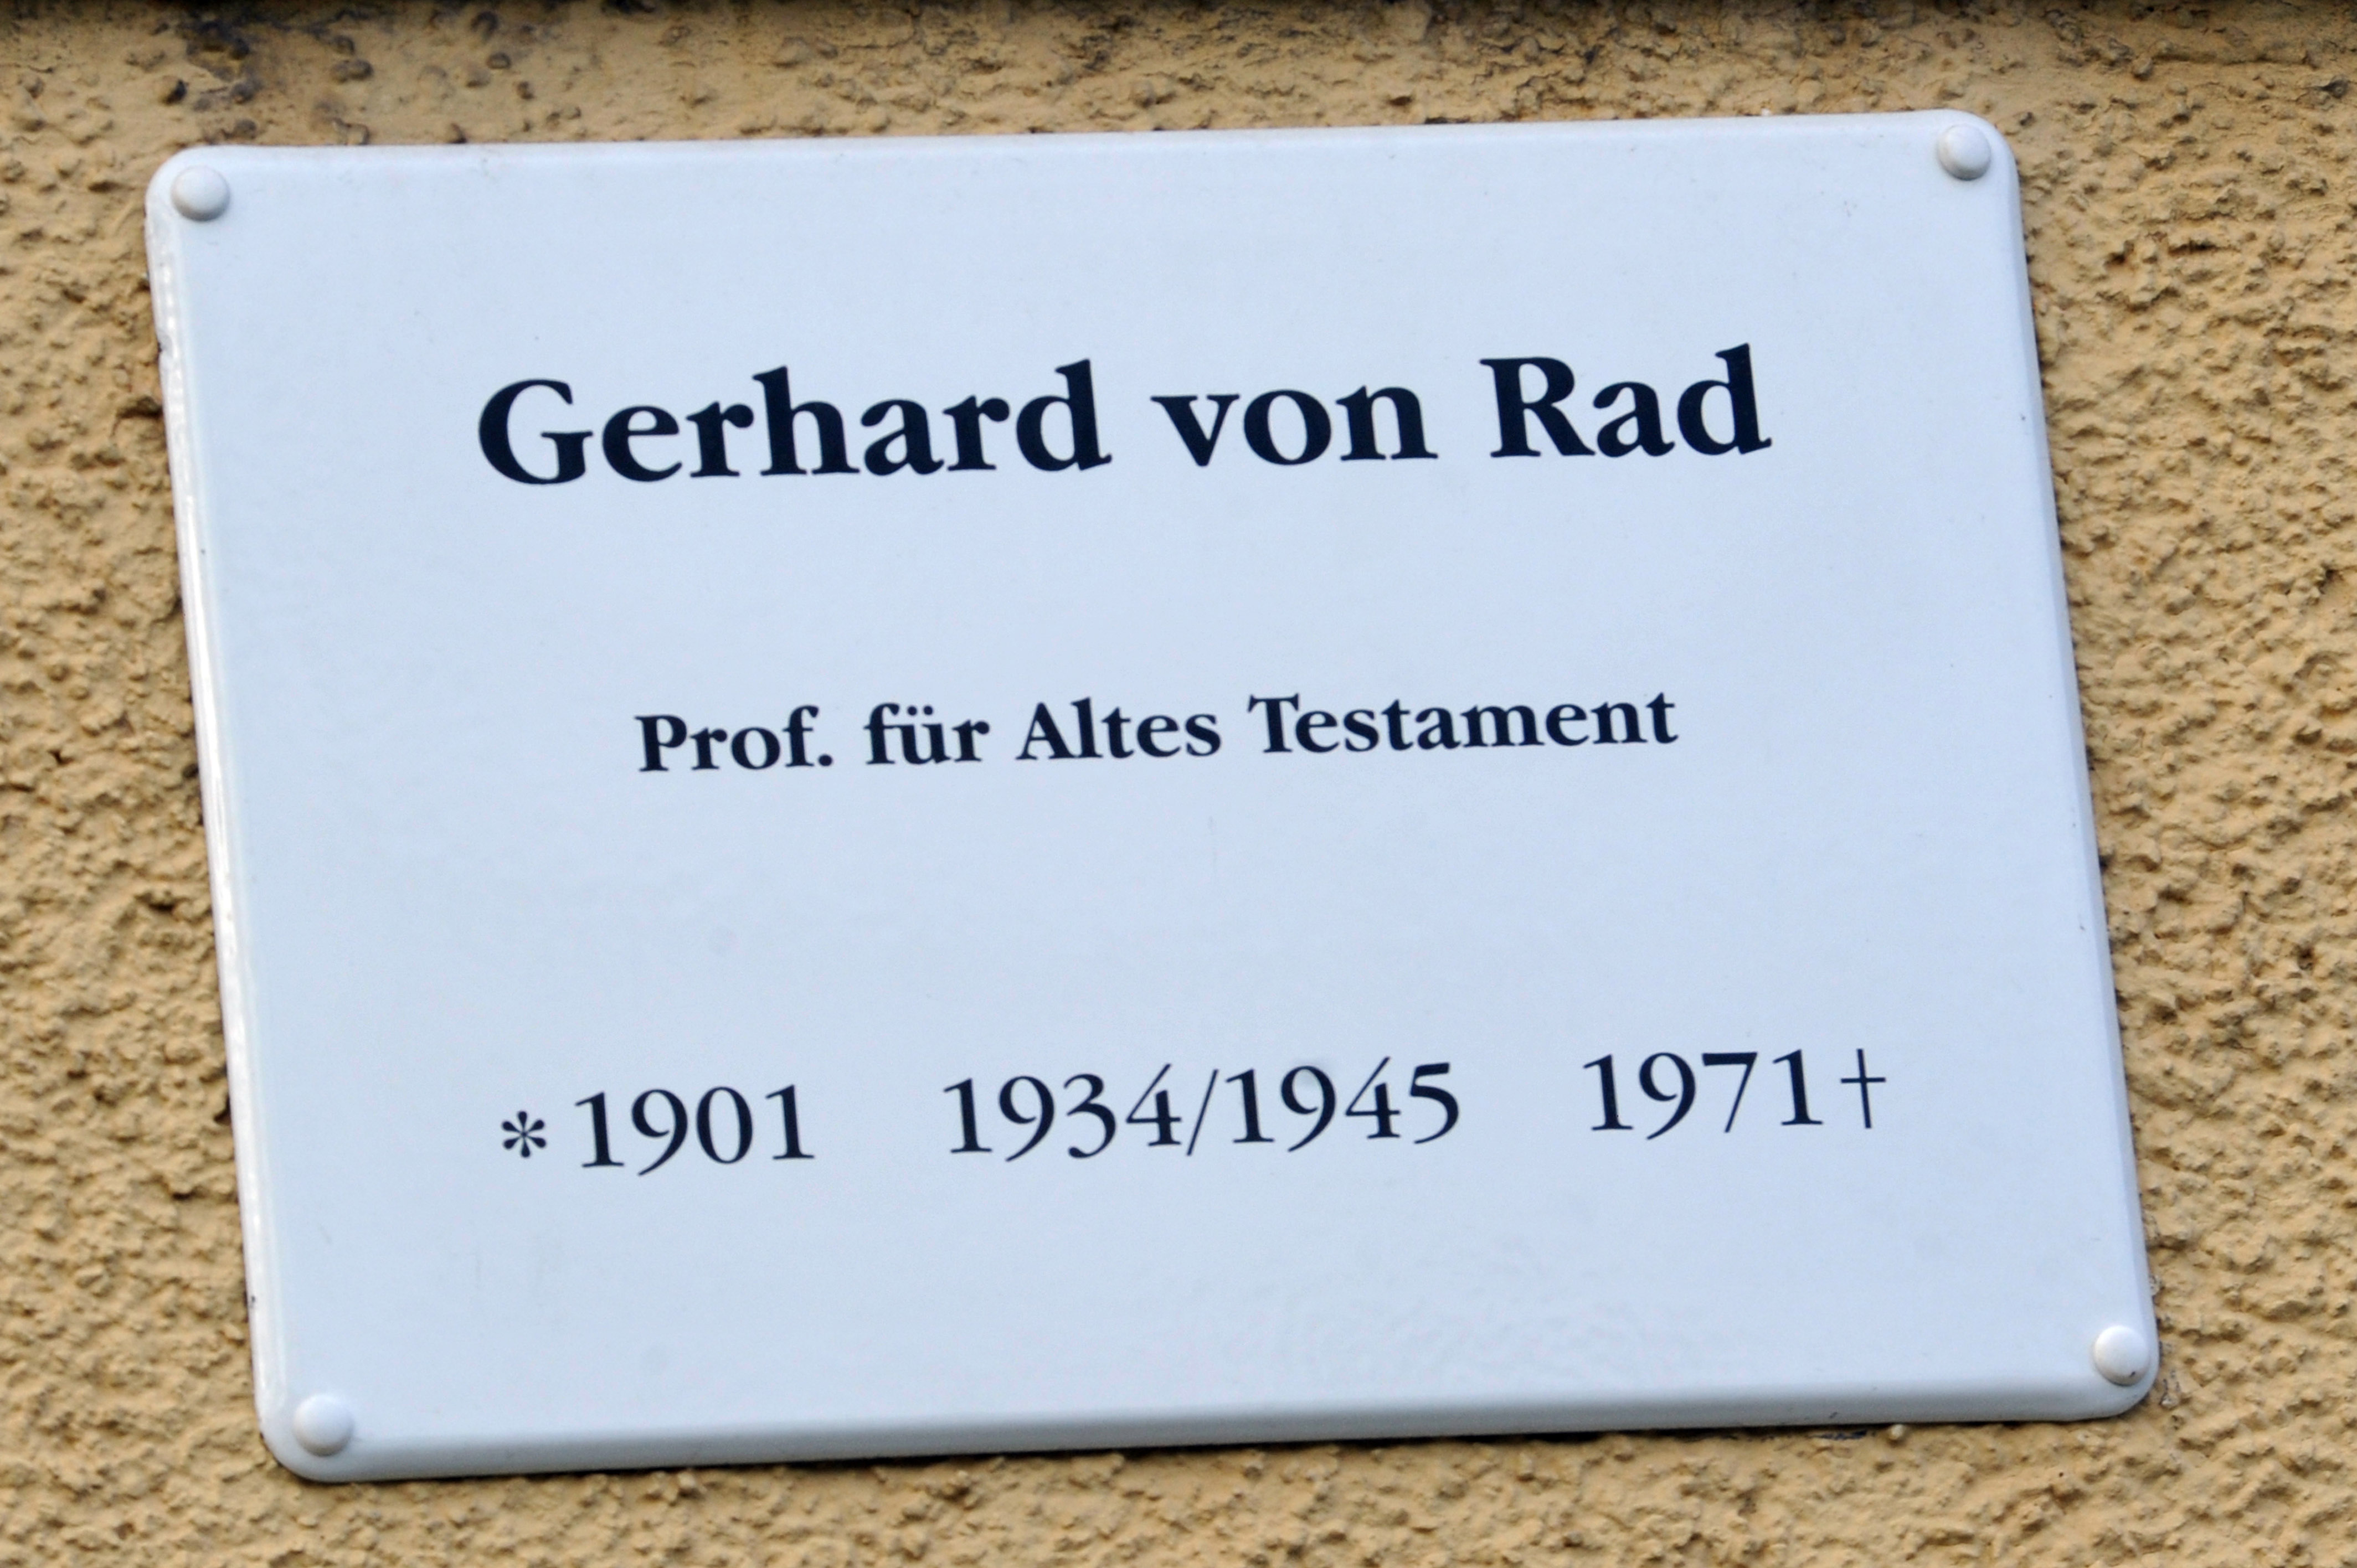 Gerhard von Rad
Prof. für Altes Testament
* 1901 1934/1945 1971 †